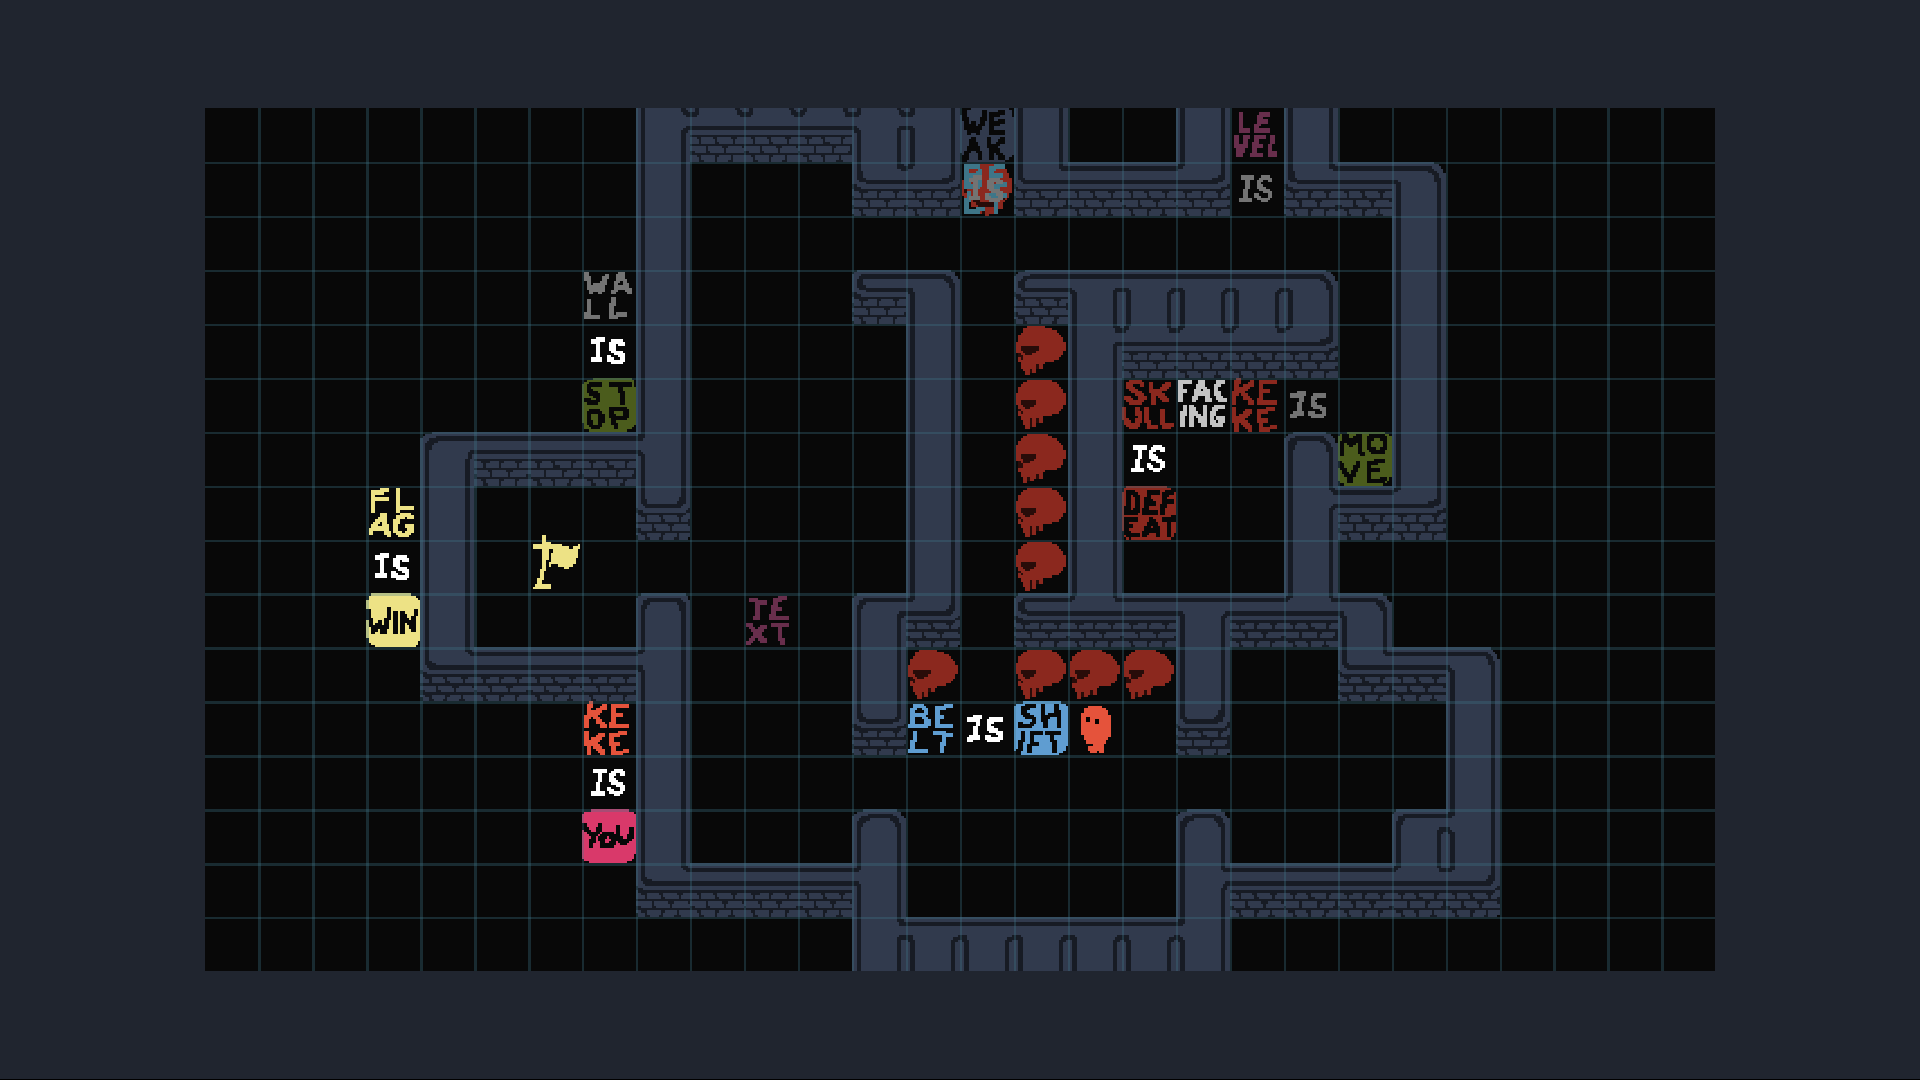 WEAK LEVEL
BELT IS
WALL
IS
STOP SKULL FACING KEKE IS
IS MOVE
FLAG DEFEAT
IS
WIN TEXT
KEKE BELT IS SHIFT
IS
YOU